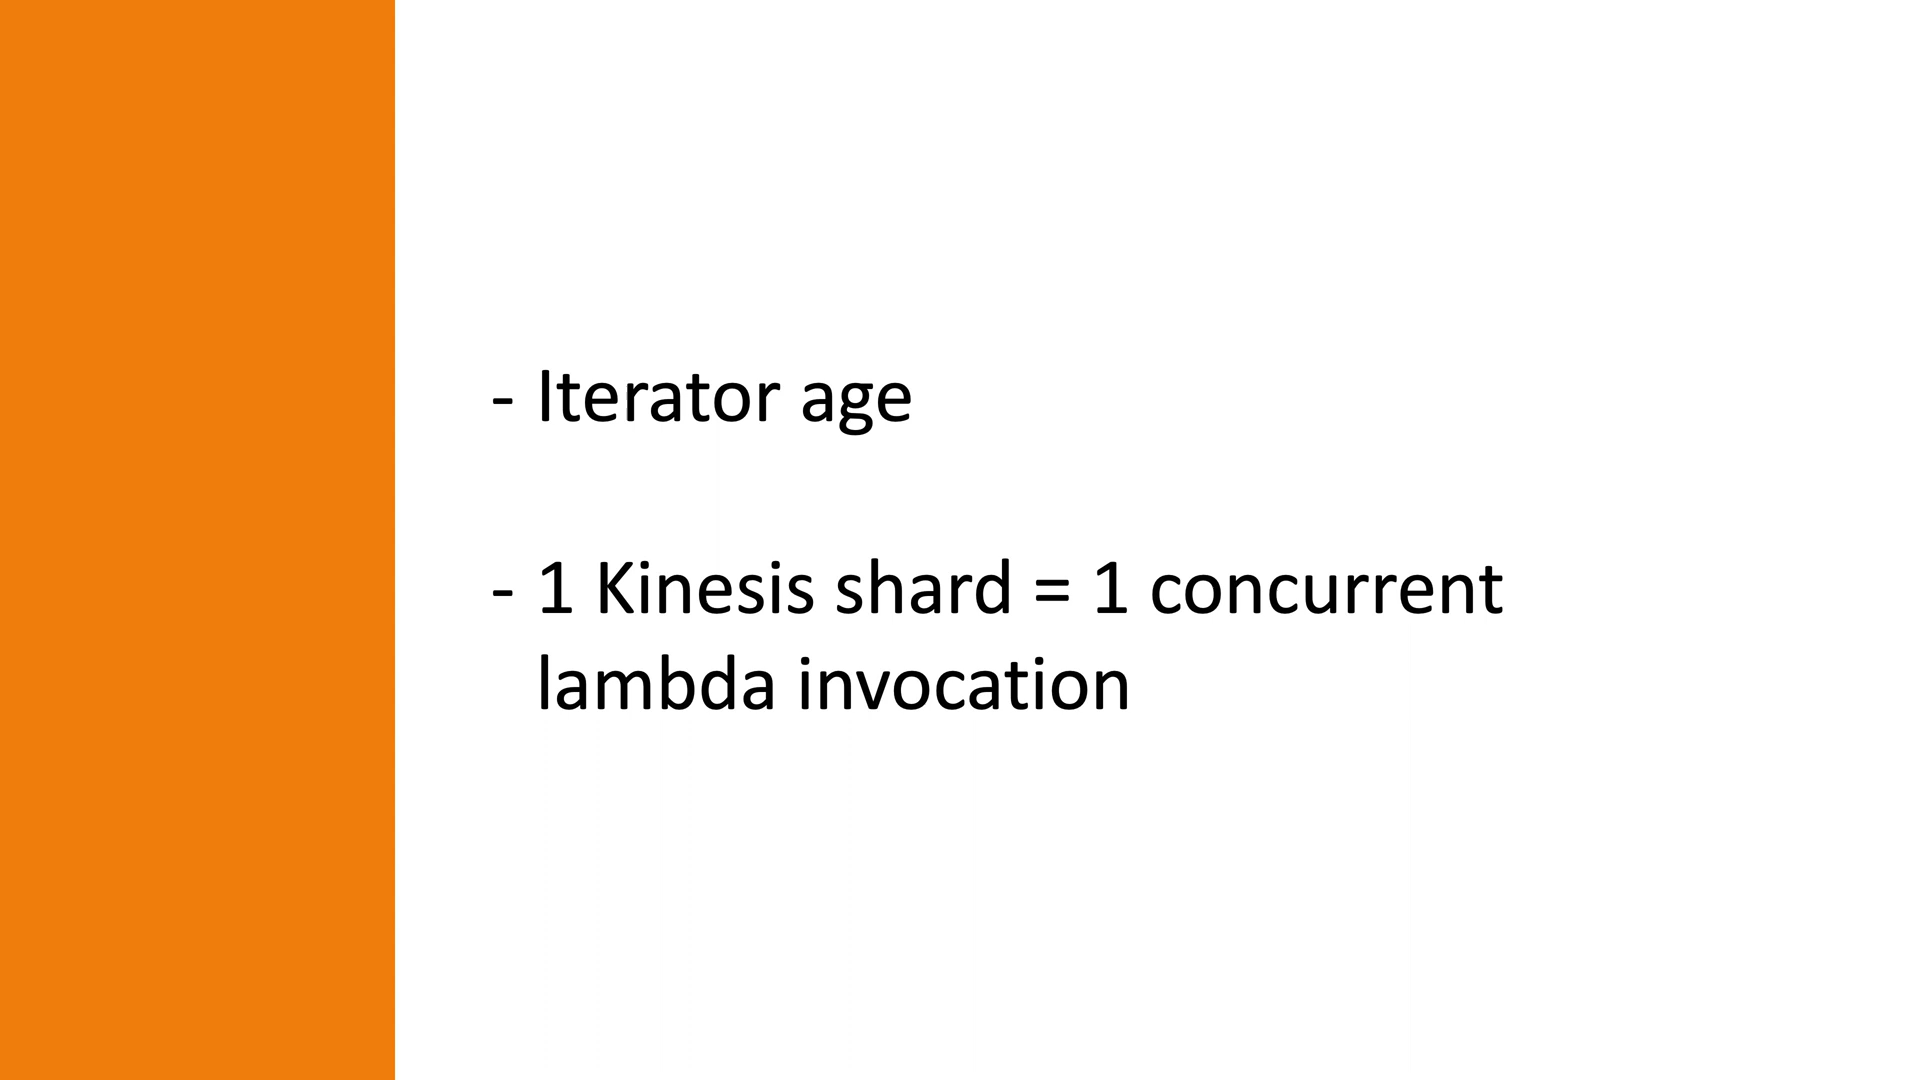 - Iterator age
- 1 Kinesis shard = 1 concurrent
lambda invocation